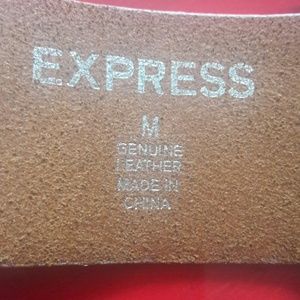 EXPRESS
M
GENUINE
LEATHER
MADE IN
CHINA